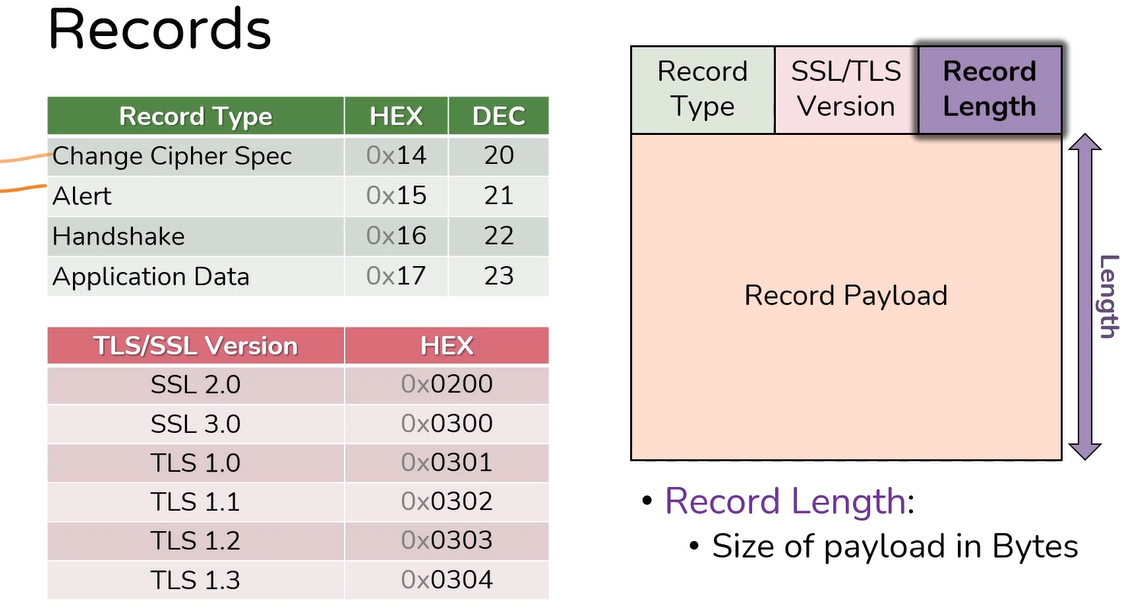 Records
Record Type HEX DEC
Change Cipher Spec 0x14 20
Alert 0x15 21
Handshake 0x16 22
Application Data 0x17 23
TLS/SSL Version HEX
SSL 2.0 0x0200
SSL 3.0 0x0300
TLS 1.0 0x0301
TLS 1.1 0x0302
TLS 1.2 0x0303
TLS 1.3 0x0304
Record
Type
SSL/TLS
Version
Record
Length
Record Payload
Length
• Record Length:
• Size of payload in Bytes